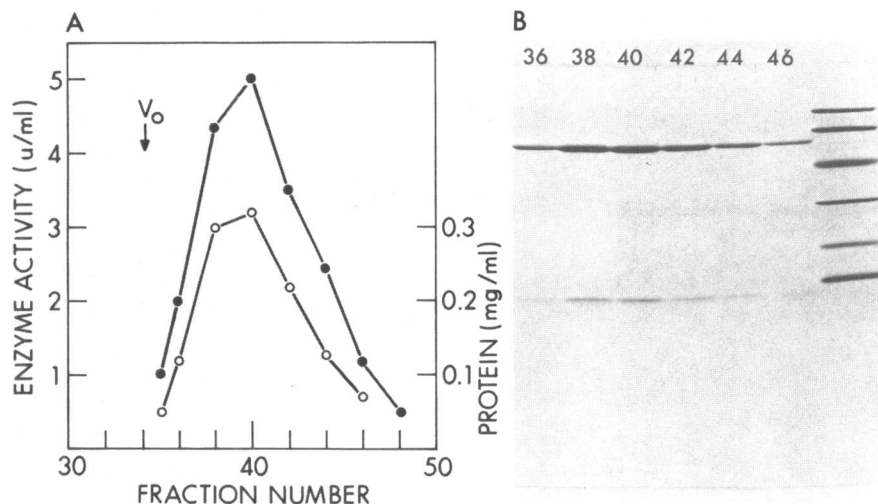 A
B
36 38 40 42 44 46
5
4
3
2
1
V₀
0.3
0.2
0.1
ENZYME ACTIVITY (u/ml)
PROTEIN (mg/ml)
30 40 50
FRACTION NUMBER